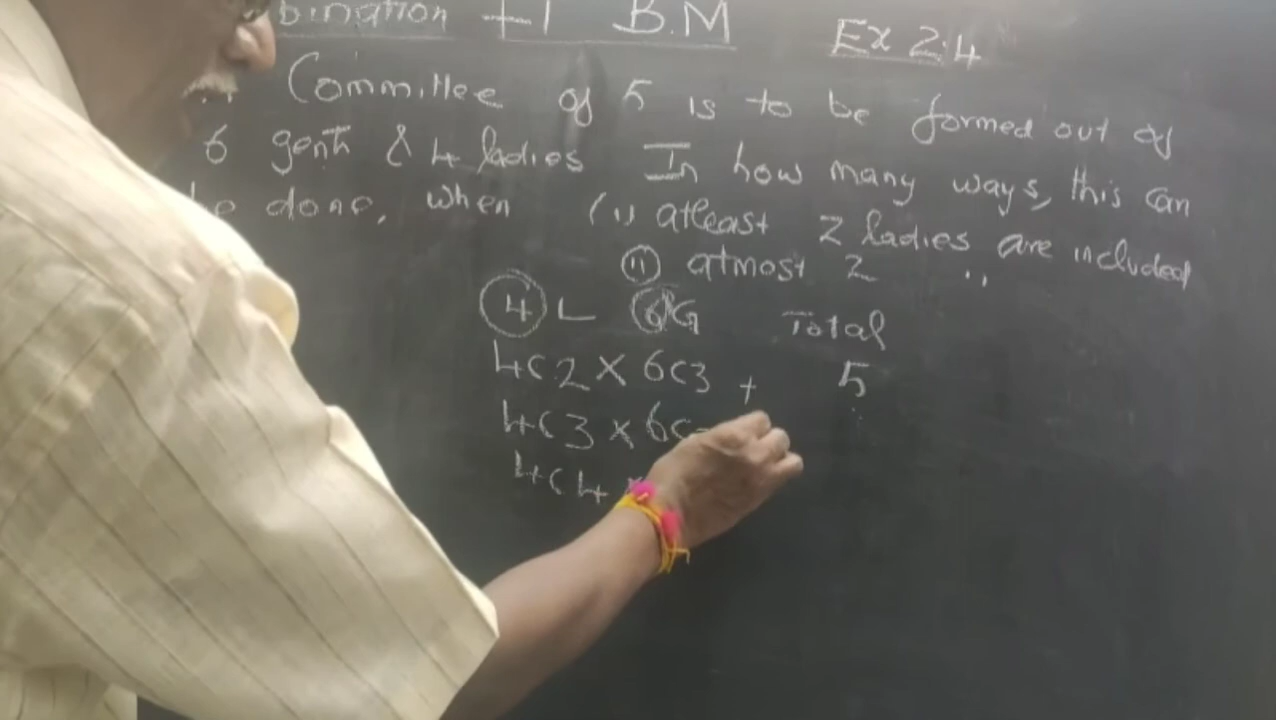 bination +1 B.M Ex 2.4
Committee of 5 is to be formed out of
6 gents & 4 ladies In how many ways, this can
be done, when (i) atleast 2 ladies are included
(ii) atmost 2 "
4 L 6G Total
4C2 X 6C3 + 5
4C3 X 6C
4C4